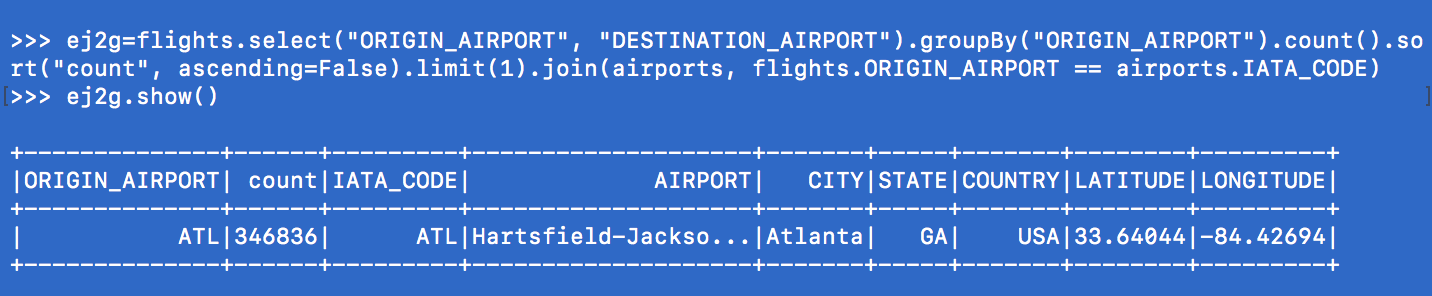 >>> ej2g=flights.select("ORIGIN_AIRPORT", "DESTINATION_AIRPORT").groupBy("ORIGIN_AIRPORT").count().so
rt("count", ascending=False).limit(1).join(airports, flights.ORIGIN_AIRPORT == airports.IATA_CODE)
[>>> ej2g.show() ]
+--------------+------+---------+--------------------+-------+-----+-------+--------+---------+
|ORIGIN_AIRPORT| count|IATA_CODE|             AIRPORT|   CITY|STATE|COUNTRY|LATITUDE|LONGITUDE|
+--------------+------+---------+--------------------+-------+-----+-------+--------+---------+
|           ATL|346836|      ATL|Hartsfield-Jackso...|Atlanta|   GA|    USA|33.64044|-84.42694|
+--------------+------+---------+--------------------+-------+-----+-------+--------+---------+